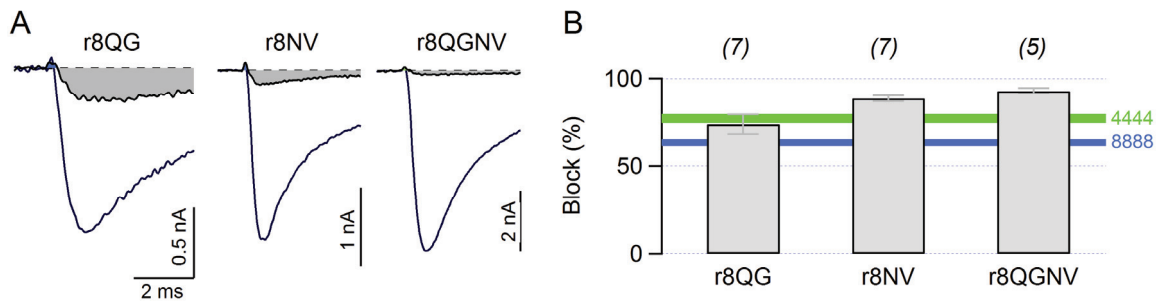 A
r8QG
r8NV
r8QGNV
0.5 nA
2 ms
1 nA
2 nA
B
(7)
(7)
(5)
Block (%)
100
50
0
4444
8888
r8QG
r8NV
r8QGNV